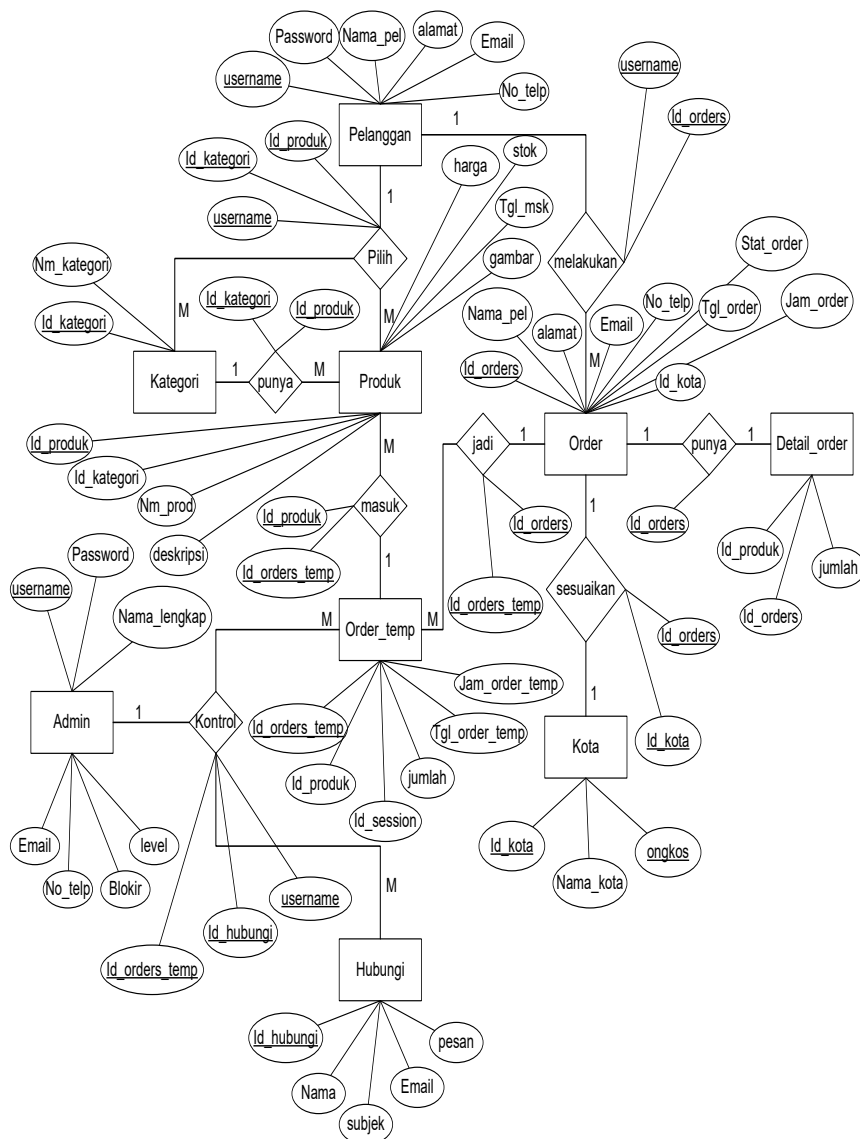 Password
Nama_pel
alamat
Email
username
No_telp
Pelanggan
1
username
Id_orders
Id_produk
Id_kategori
username
1
harga
stok
Tgl_msk
gambar
Pilih
M
M
melakukan
M
Nm_kategori
Id_kategori
Kategori
1
punya
M
Id_kategori
Id_produk
Produk
Stat_order
No_telp
Tgl_order
Jam_order
Email
Nama_pel
alamat
Id_orders
Id_kota
Id_produk
Id_kategori
Nm_prod
deskripsi
M
masuk
Id_produk
Id_orders_temp
1
jadi
1
Order
1
punya
1
Detail_order
Id_orders
Id_orders_temp
Id_orders
Id_produk
jumlah
Id_orders
1
sesuaikan
Id_orders
Id_kota
1
Kota
Id_kota
Nama_kota
ongkos
username
Password
Nama_lengkap
Admin
1
Kontrol
M
Order_temp
M
Jam_order_temp
Id_orders_temp
Tgl_order_temp
Id_produk
jumlah
Id_session
Email
No_telp
Blokir
level
Id_orders_temp
Id_hubungi
username
M
Hubungi
Id_hubungi
Nama
subjek
Email
pesan